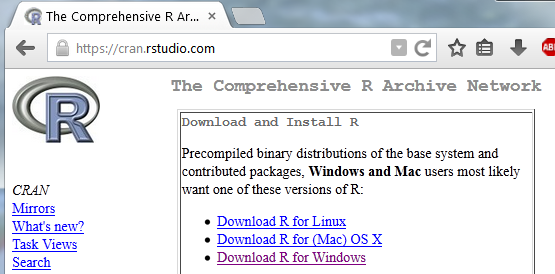 The Comprehensive R Ar...
https://cran.rstudio.com
AB
R
The Comprehensive R Archive Network
Download and Install R
Precompiled binary distributions of the base system and
contributed packages, Windows and Mac users most likely
want one of these versions of R:
Download R for Linux
Download R for (Mac) OS X
Download R for Windows
CRAN
Mirrors
What's new?
Task Views
Search